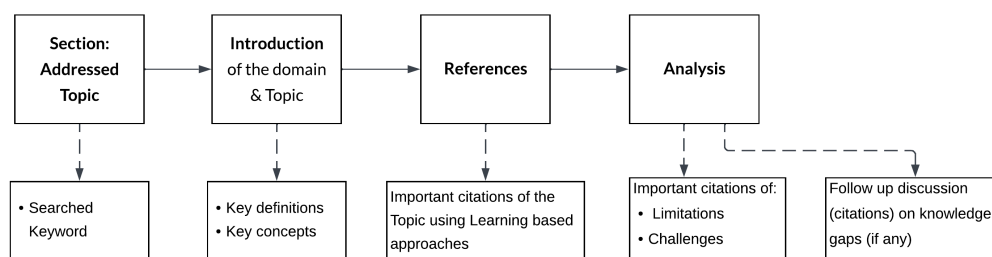 Section:
Addressed
Topic
Introduction
of the domain
& Topic
References
Analysis
• Searched
Keyword
• Key definitions
• Key concepts
Important citations of the
Topic using Learning based
approaches
Important citations of:
• Limitations
• Challenges
Follow up discussion
(citations) on knowledge
gaps (if any)